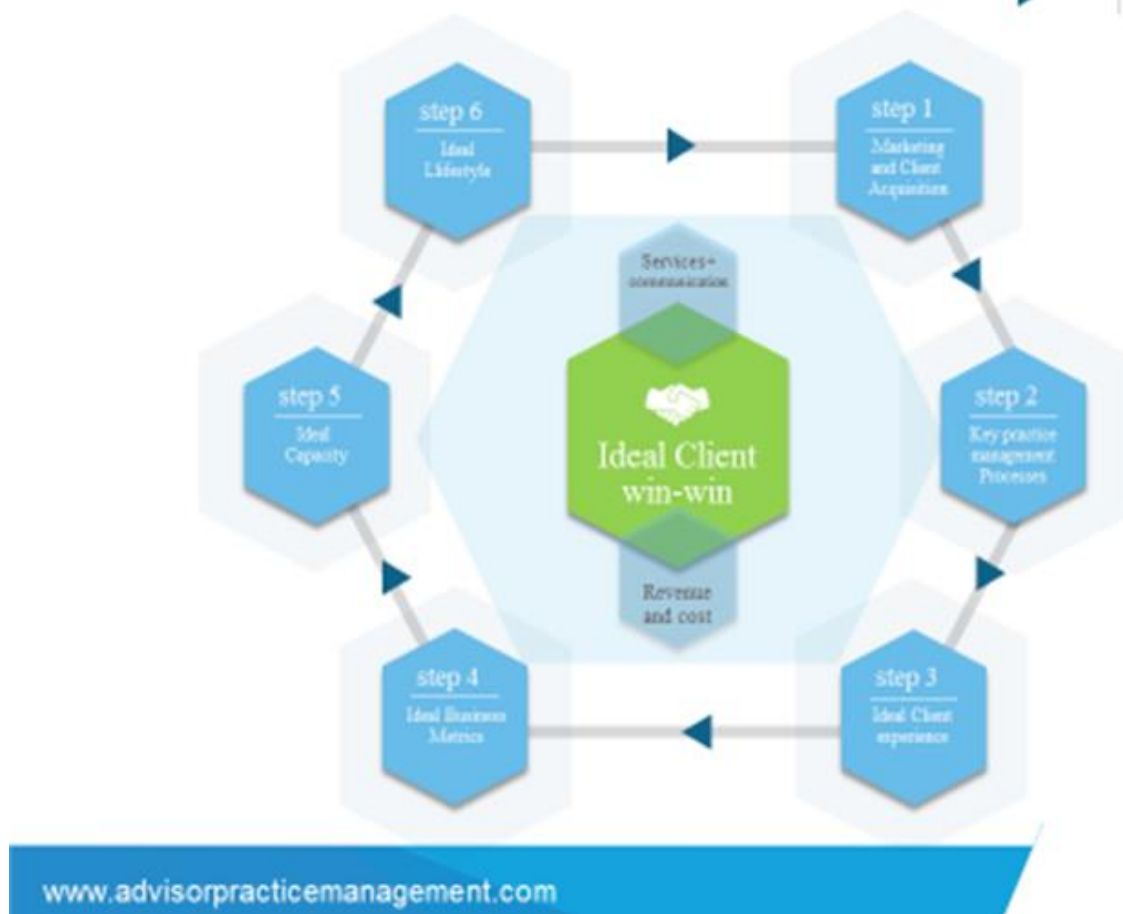 step 1
Marketing
and Client
Acquisition
step 2
Key practice
management
Processes
step 3
Ideal Client
experience
step 4
Ideal Business
Metrics
step 5
Ideal
Capacity
step 6
Ideal
Llifestyle
Services+
communication
Ideal Client
win-win
Revenue
and cost
www.advisorpracticemanagement.com